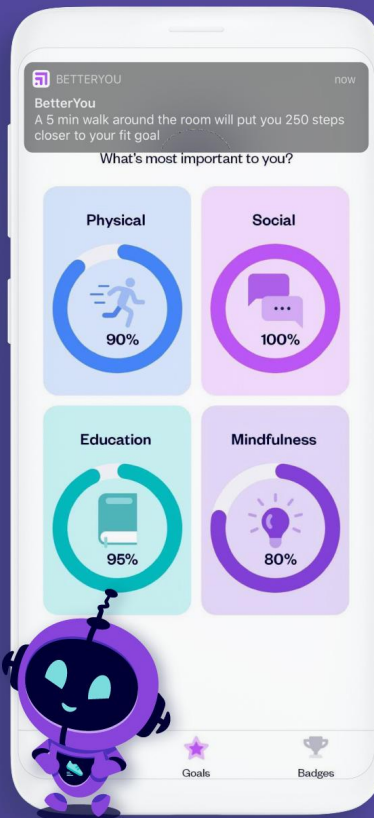 BETTERYOU now
BetterYou
A 5 min walk around the room will put you 250 steps
closer to your fit goal
What's most important to you?
Physical
90%
Social
100%
Education
95%
Mindfulness
80%
Goals
Badges